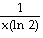 1
x(ln 2)